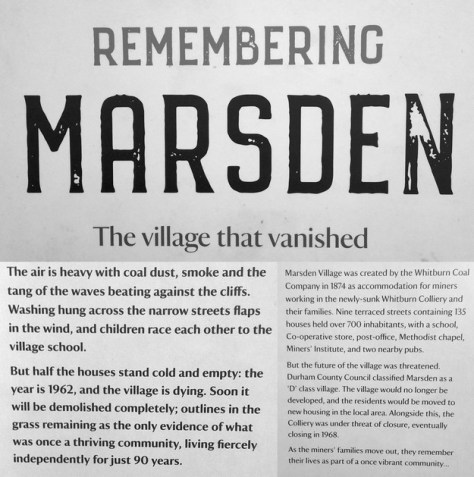 REMEMBERING
MARSDEN
The village that vanished
The air is heavy with coal dust, smoke and the
tang of the waves beating against the cliffs.
Washing hung across the narrow streets flaps
in the wind, and children race each other to the
village school.
But half the houses stand cold and empty: the
year is 1962, and the village is dying. Soon it
will be demolished completely; outlines in the
grass remaining as the only evidence of what
was once a thriving community, living fiercely
independently for just 90 years.
Marsden Village was created by the Whitburn Coal
Company in 1874 as accommodation for miners
working in the newly-sunk Whitburn Colliery and
their families. Nine terraced streets containing 135
houses held over 700 inhabitants, with a school,
Co-operative store, post-office, Methodist chapel,
Miners' Institute, and two nearby pubs.
But the future of the village was threatened.
Durham County Council classified Marsden as a
'D' class village. The village would no longer be
developed, and the residents would be moved to
new housing in the local area. Alongside this, the
Colliery was under threat of closure, eventually
closing in 1968.
As the miners' families move out, they remember
their lives as part of a once vibrant community...